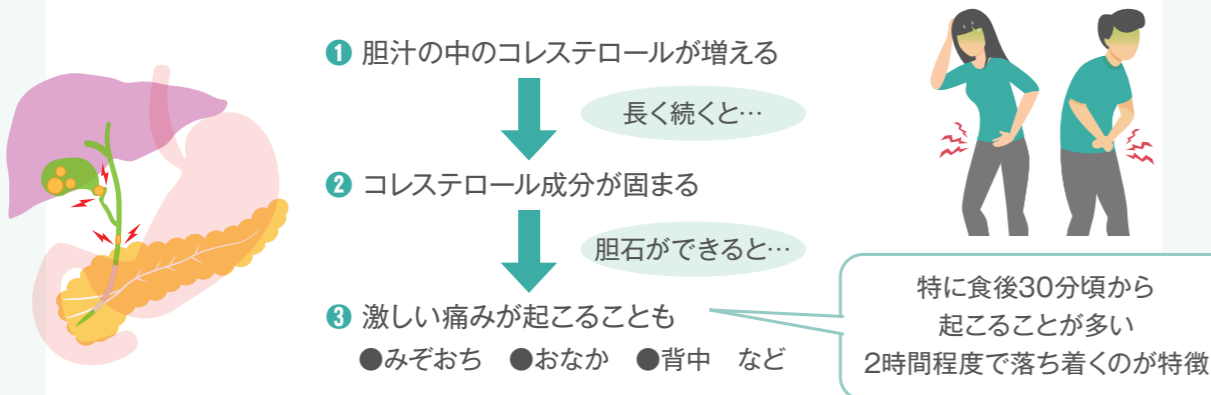 ❶ 胆汁の中のコレステロールが増える
長く続くと…
❷ コレステロール成分が固まる
胆石ができると…
❸ 激しい痛みが起こることも
●みぞおち ●おなか ●背中 など
特に食後30分頃から
起こることが多い
2時間程度で落ち着くのが特徴